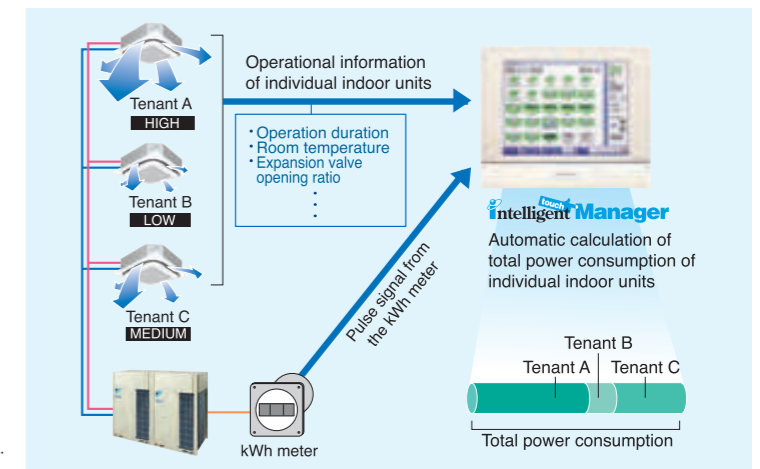 Operational information
of individual indoor units
Tenant A
HIGH
・Operation duration
・Room temperature
・Expansion valve
opening ratio
Tenant B
LOW
Tenant C
MEDIUM
Pulse signal from
the kWh meter
kWh meter
intelligent touch Manager
Automatic calculation of
total power consumption of
individual indoor units
Tenant B
Tenant A
Tenant C
Total power consumption